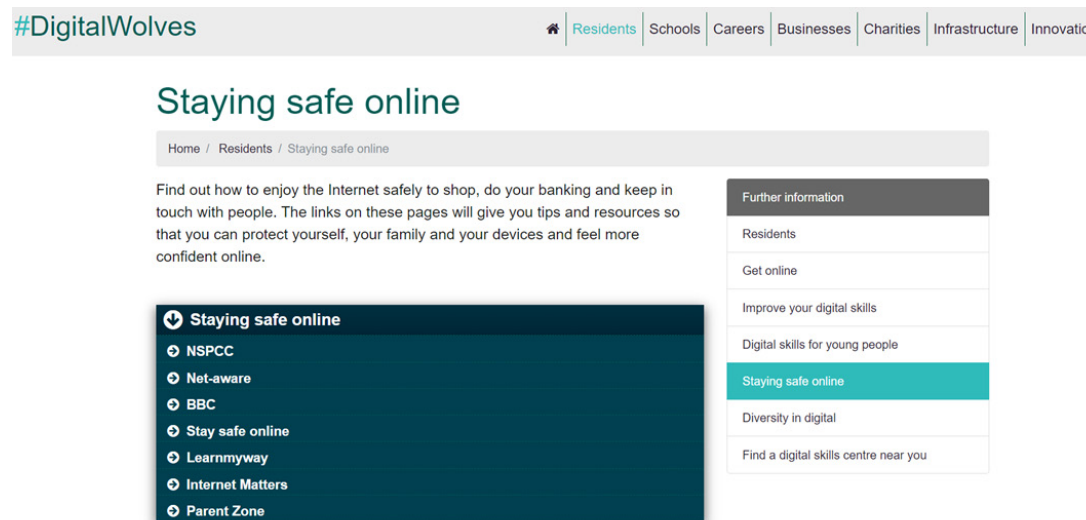 #DigitalWolves
Residents Schools Careers Businesses Charities Infrastructure
Staying safe online
Home / Residents / Staying safe online
Find out how to enjoy the Internet safely to shop, do your banking and keep in
touch with people. The links on these pages will give you tips and resources so
that you can protect yourself, your family and your devices and feel more
confident online.
Staying safe online
NSPCC
Net-aware
BBC
Stay safe online
Learnmyway
Internet Matters
Parent Zone
Further information
Residents
Get online
Improve your digital skills
Digital skills for young people
Staying safe online
Diversity in digital
Find a digital skills centre near you